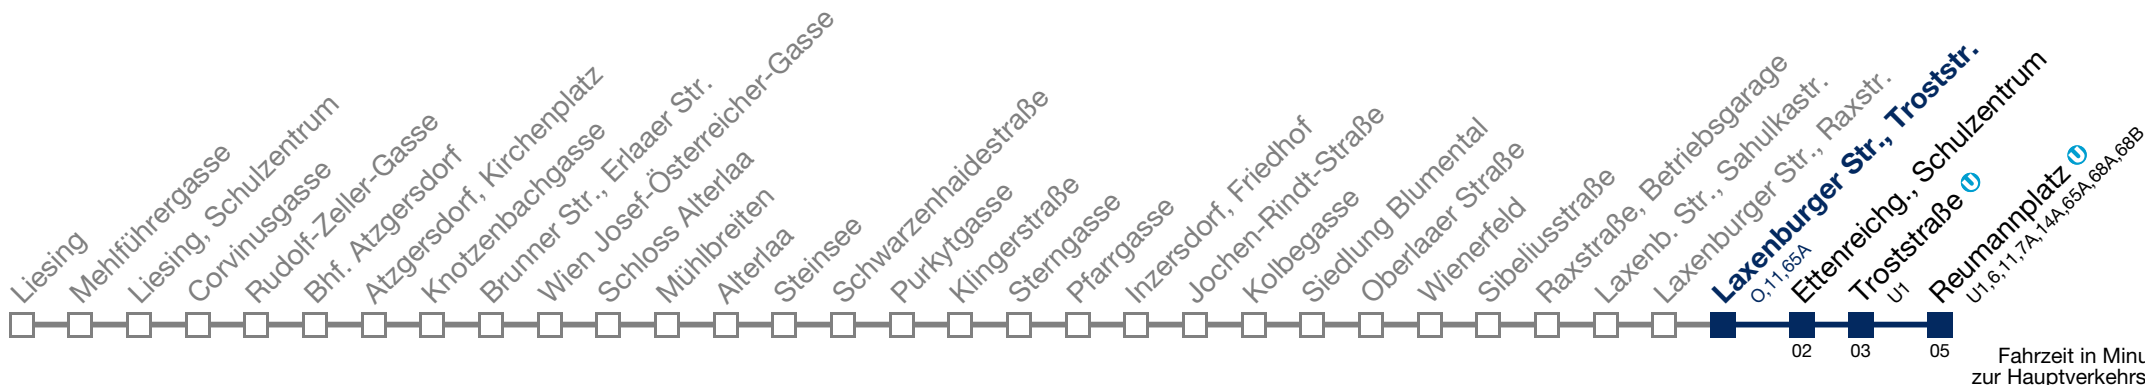 Liesing
Mehlführergasse
Liesing, Schulzentrum
Corvinusgasse
Rudolf-Zeller-Gasse
Bhf. Atzgersdorf
Atzgersdorf, Kirchenplatz
Knotzenbachgasse
Brunner Str., Erlaaer Str.
Wien Josef-Österreicher-Gasse
Schloss Alterlaa
Mühlbreiten
Alterlaa
Steinsee
Schwarzenhaidestraße
Purkytgasse
Klingerstraße
Sterngasse
Pfarrgasse
Inzersdorf, Friedhof
Jochen-Rindt-Straße
Kolbegasse
Siedlung Blumental
Oberlaaer Straße
Wienerfeld
Sibeliusstraße
Raxstraße, Betriebsgarage
Laxenb. Str., Sahulkastr.
Laxenburger Str., Raxstr.
Laxenburger Str., Troststr.
O,11,65A
Ettenreichg., Schulzentrum
Troststraße U
U1
Reumannplatz U
U1,6,11,7A,14A,65A,68A,68B
02 03 05
Fahrzeit in Minu
zur Hauptverkehrs